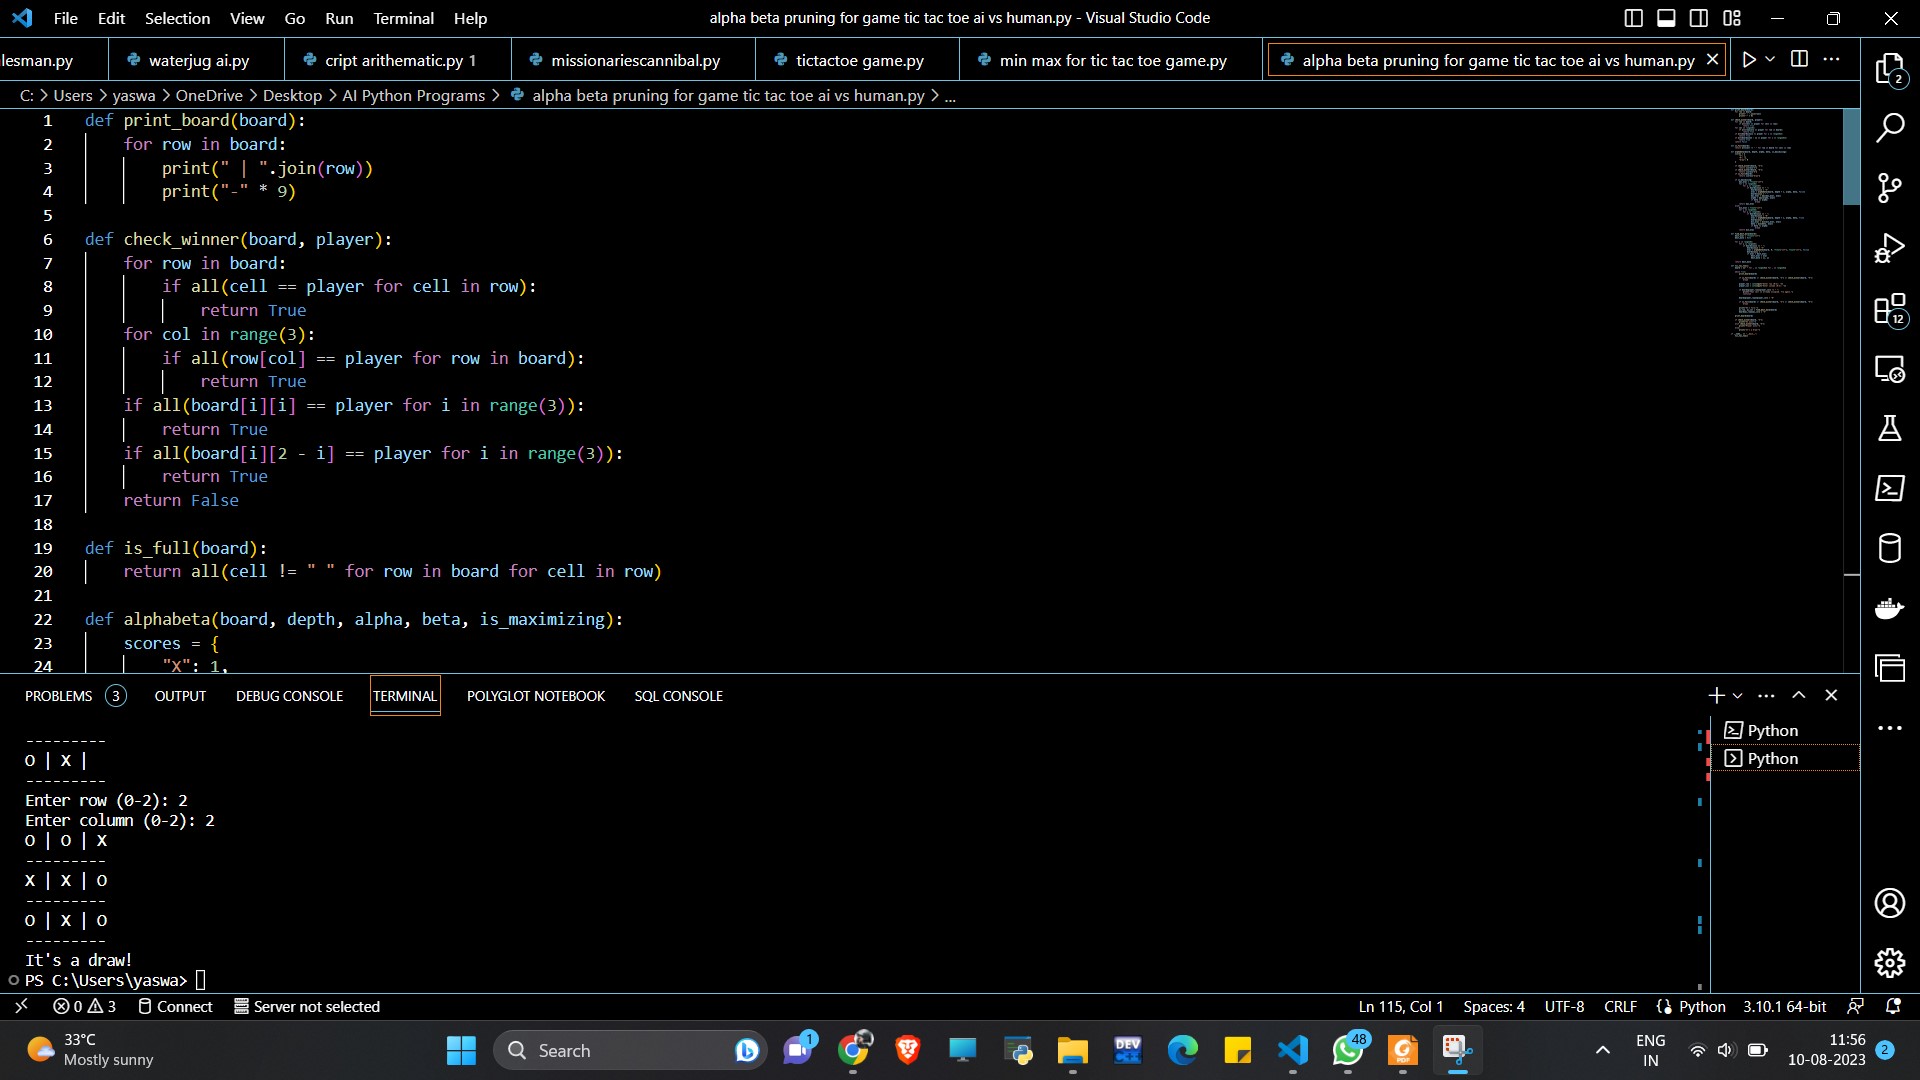 File Edit Selection View Go Run Terminal Help
alpha beta pruning for game tic tac toe ai vs human.py - Visual Studio Code
lesman.py
waterjug ai.py
cript arithematic.py 1
missionariescannibal.py
tictactoe game.py
min max for tic tac toe game.py
alpha beta pruning for game tic tac toe ai vs human.py
C: > Users > yaswa > OneDrive > Desktop > AI Python Programs > alpha beta pruning for game tic tac toe ai vs human.py > ...
1 def print_board(board):
2     for row in board:
3         print(" | ".join(row))
4         print("-" * 9)
5
6 def check_winner(board, player):
7     for row in board:
8         if all(cell == player for cell in row):
9             return True
10     for col in range(3):
11         if all(row[col] == player for row in board):
12             return True
13     if all(board[i][i] == player for i in range(3)):
14         return True
15     if all(board[i][2 - i] == player for i in range(3)):
16         return True
17     return False
18
19 def is_full(board):
20     return all(cell != " " for row in board for cell in row)
21
22 def alphabeta(board, depth, alpha, beta, is_maximizing):
23     scores = {
24         "X": 1,
2
12
PROBLEMS 3 OUTPUT DEBUG CONSOLE TERMINAL POLYGLOT NOTEBOOK SQL CONSOLE
---------
O | X |
---------
Enter row (0-2): 2
Enter column (0-2): 2
O | O | X
---------
X | X | O
---------
O | X | O
---------
It's a draw!
PS C:\Users\yaswa>
Python
Python
0 3 Connect Server not selected
Ln 115, Col 1 Spaces: 4 UTF-8 CRLF Python 3.10.1 64-bit
33°C
Mostly sunny
Search
1
DEV
48
PDF
ENG
IN
11:56
10-08-2023
2